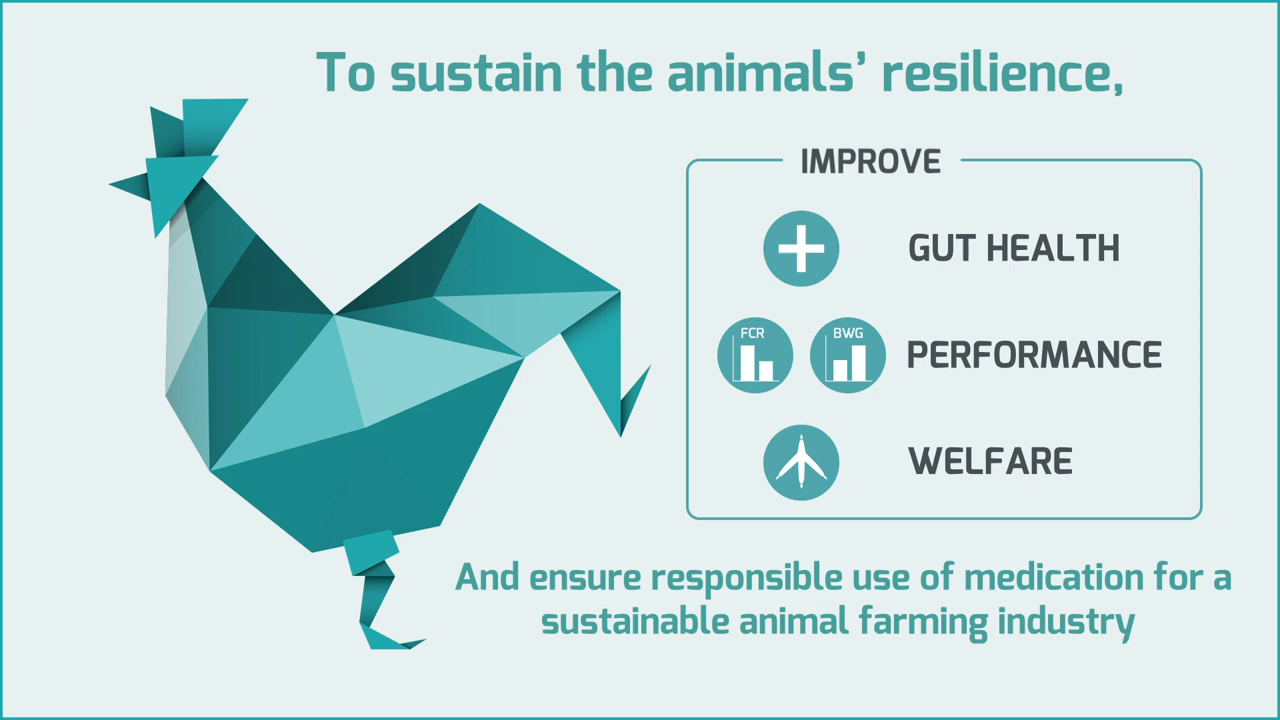 To sustain the animals’ resilience,
IMPROVE
GUT HEALTH
FCR
BWG
PERFORMANCE
WELFARE
And ensure responsible use of medication for a
sustainable animal farming industry